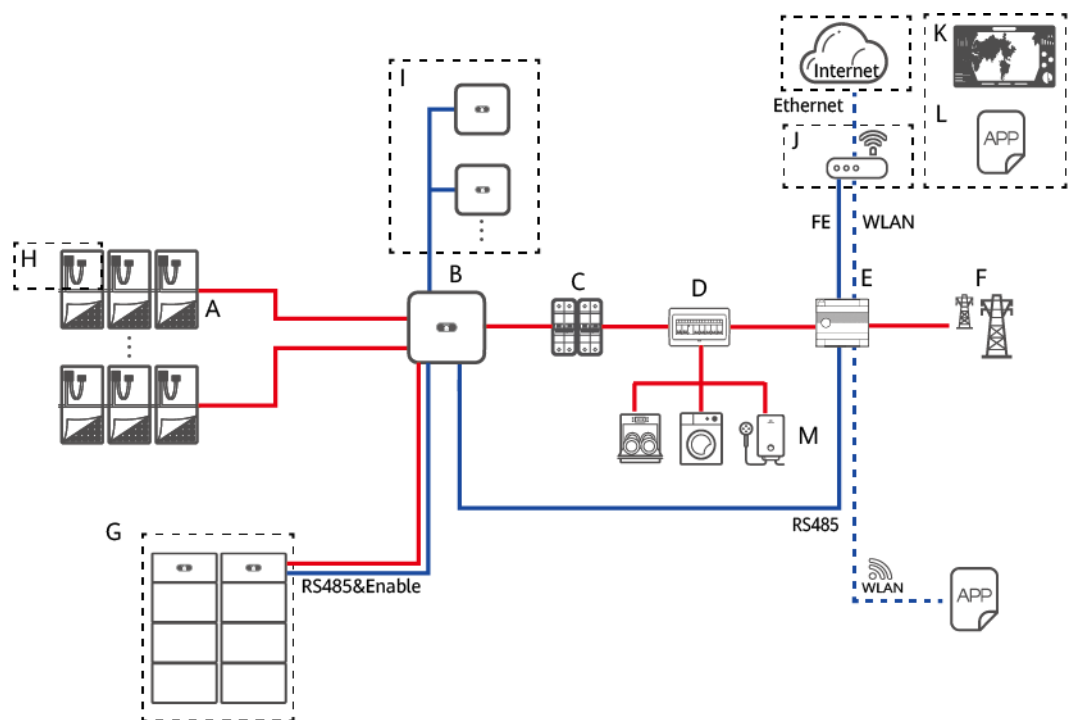 I
Internet
K
Ethernet
L
APP
J
FE
WLAN
H
A
B
C
D
E
F
M
G
RS485
RS485&Enable
WLAN
APP